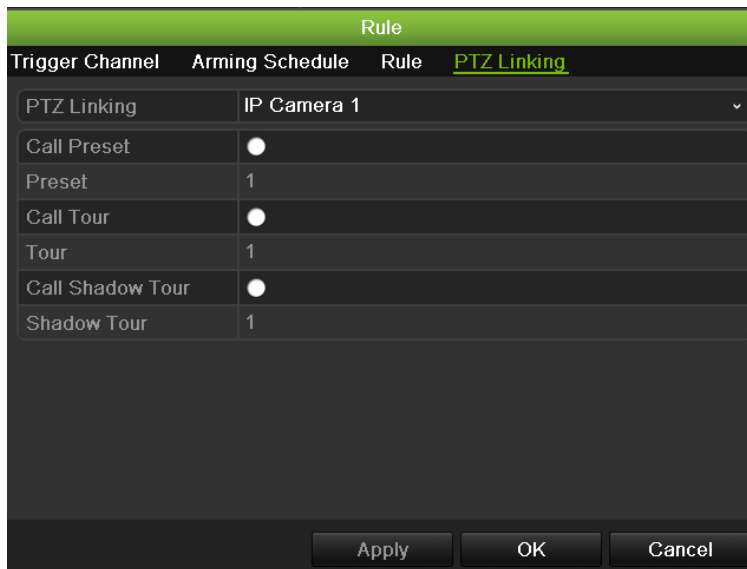 Rule
Trigger Channel Arming Schedule Rule PTZ Linking
PTZ Linking IP Camera 1
Call Preset
Preset 1
Call Tour
Tour 1
Call Shadow Tour
Shadow Tour 1
Apply OK Cancel